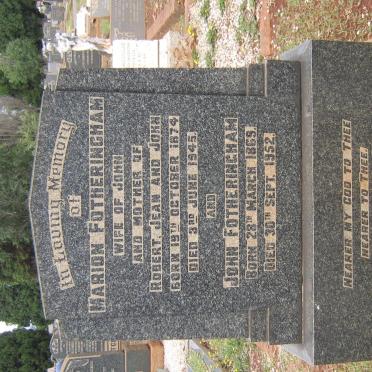 In Loving Memory
of
MARION FOTHERINGHAM
WIFE OF JOHN
AND MOTHER OF
ROBERT, JEAN AND JOHN
BORN 19TH OCTOBER 1874
DIED 3RD JUNE 1945.
AND
JOHN FOTHERINGHAM
BORN 28TH MARCH 1869.
DIED 30TH SEPT. 1952.
NEARER MY GOD TO THEE
NEARER TO THEE.